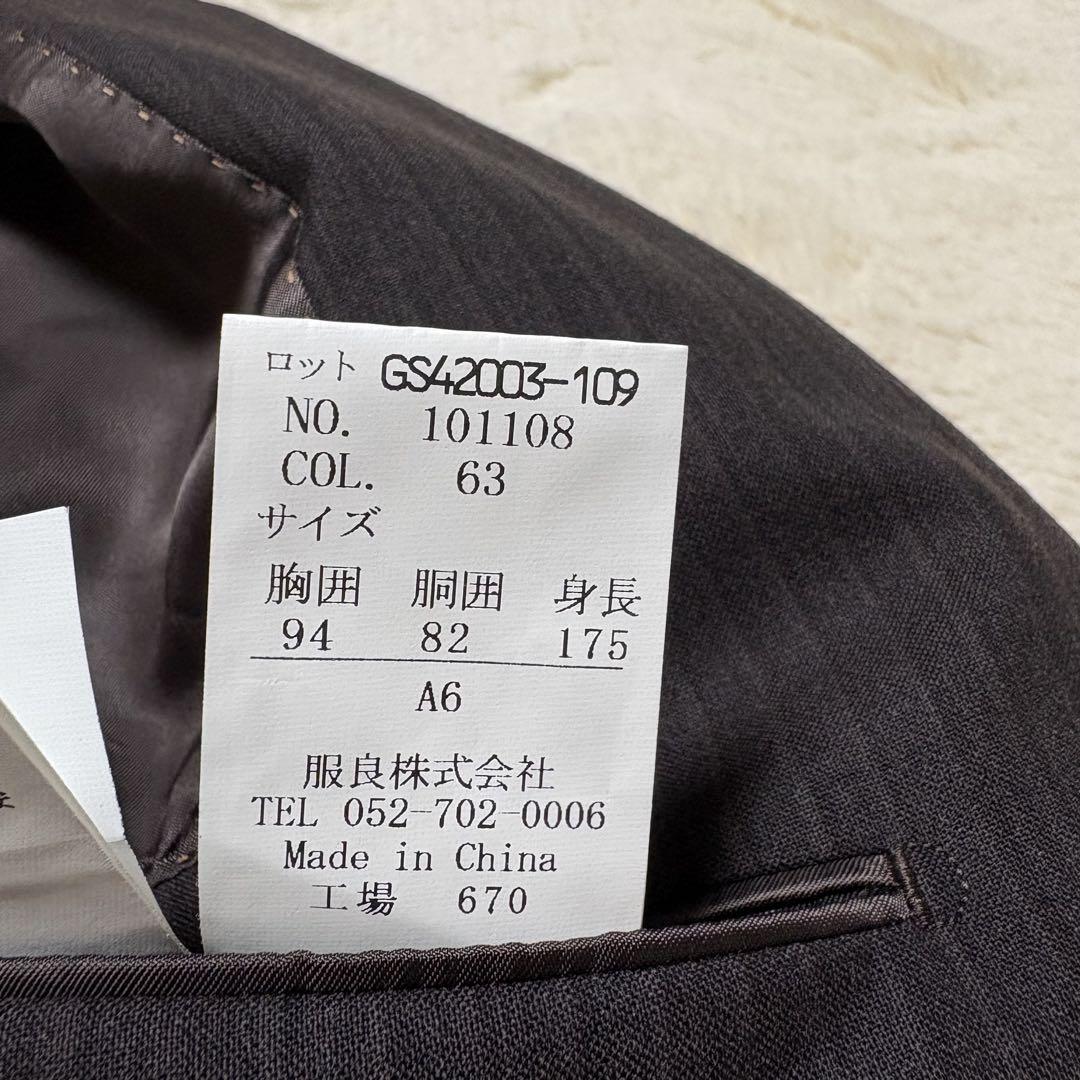 ロット GS42003-109
NO. 101108
COL. 63
サイズ
胸囲 胴囲 身長
94 82 175
A6
服良株式会社
TEL 052-702-0006
Made in China
工場 670